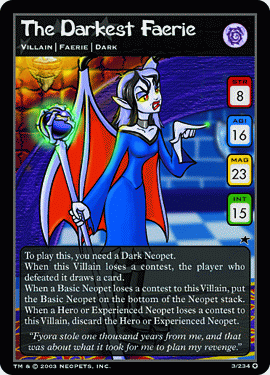 The Darkest Faerie
VILLAIN | FAERIE | DARK
STR
8
AGI
16
MAG
23
INT
15
To play this, you need a Dark Neopet.
When this Villain loses a contest, the player who
defeated it draws a card.
When a Basic Neopet loses a contest to this Villain, put
the Basic Neopet on the bottom of the Neopet stack.
When a Hero or Experienced Neopet loses a contest to
this Villain, discard the Hero or Experienced Neopet.
"Fyora stole one thousand years from me, and that
was about what it took for me to plan my revenge."
TM & © 2003 NEOPETS, INC.
3/234